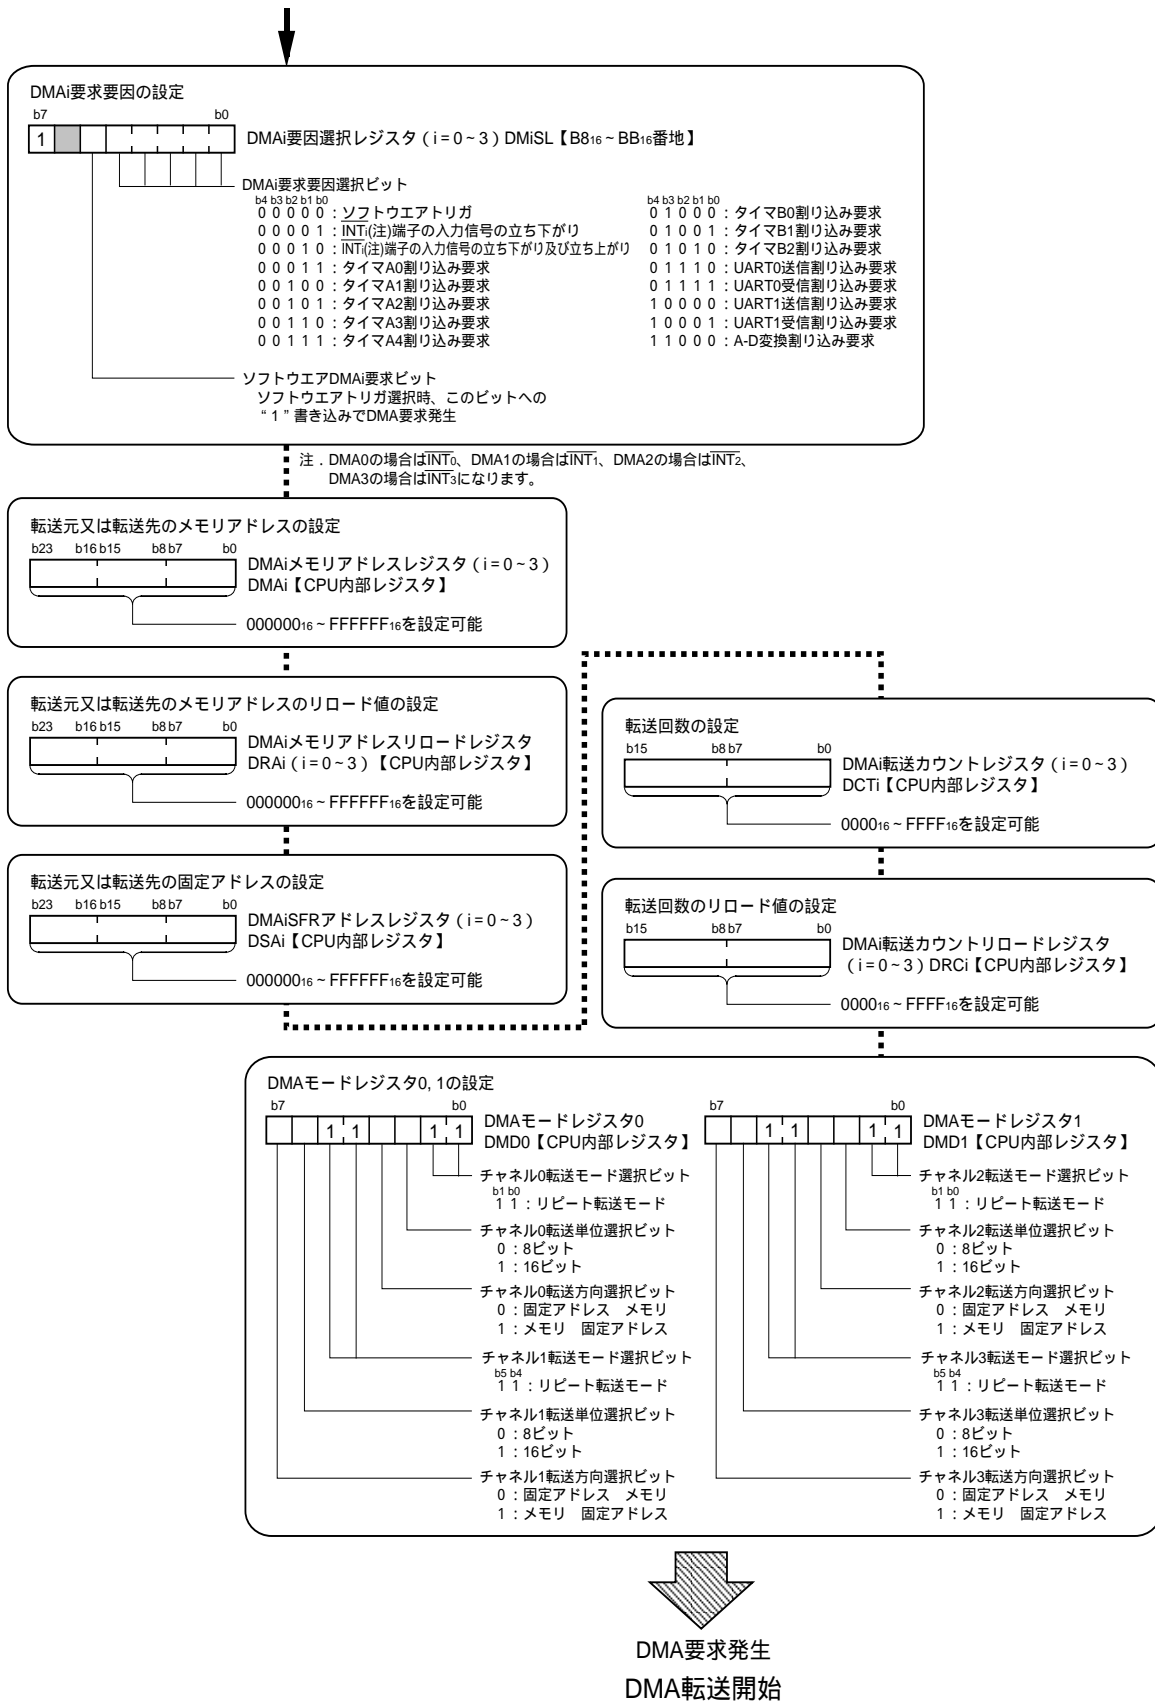 DMAi要求要因の設定
b7 b0
1
DMAi要因選択レジスタ（i=0~3）DMiSL【B816~BB16番地】
DMAi要求要因選択ビット
b4 b3 b2 b1 b0
0 0 0 0 0：ソフトウエアトリガ
0 0 0 0 1：INTi(注)端子の入力信号の立ち下がり
0 0 0 1 0：INTi(注)端子の入力信号の立ち下がり及び立ち上がり
0 0 0 1 1：タイマA0割り込み要求
0 0 1 0 0：タイマA1割り込み要求
0 0 1 0 1：タイマA2割り込み要求
0 0 1 1 0：タイマA3割り込み要求
0 0 1 1 1：タイマA4割り込み要求
b4 b3 b2 b1 b0
0 1 0 0 0：タイマB0割り込み要求
0 1 0 0 1：タイマB1割り込み要求
0 1 0 1 0：タイマB2割り込み要求
0 1 1 1 0：UART0送信割り込み要求
0 1 1 1 1：UART0受信割り込み要求
1 0 0 0 0：UART1送信割り込み要求
1 0 0 0 1：UART1受信割り込み要求
1 1 0 0 0：A-D変換割り込み要求
ソフトウエアDMAi要求ビット
ソフトウエアトリガ選択時、このビットへの
“1”書き込みでDMA要求発生
注．DMA0の場合はINT0、DMA1の場合はINT1、DMA2の場合はINT2、
DMA3の場合はINT3になります。
転送元又は転送先のメモリアドレスの設定
b23 b16 b15 b8 b7 b0
DMAiメモリアドレスレジスタ（i=0~3）
DMAi【CPU内部レジスタ】
00000016~FFFFFF16を設定可能
転送元又は転送先のメモリアドレスのリロード値の設定
b23 b16 b15 b8 b7 b0
DMAiメモリアドレスリロードレジスタ
DRAi（i=0~3）【CPU内部レジスタ】
00000016~FFFFFF16を設定可能
転送元又は転送先の固定アドレスの設定
b23 b16 b15 b8 b7 b0
DMAiSFRアドレスレジスタ（i=0~3）
DSAi【CPU内部レジスタ】
00000016~FFFFFF16を設定可能
転送回数の設定
b15 b8 b7 b0
DMAi転送カウントレジスタ（i=0~3）
DCTi【CPU内部レジスタ】
000016~FFFF16を設定可能
転送回数のリロード値の設定
b15 b8 b7 b0
DMAi転送カウントリロードレジスタ
（i=0~3）DRCi【CPU内部レジスタ】
000016~FFFF16を設定可能
DMAモードレジスタ0, 1の設定
b7 b0
1 1 1 1
DMAモードレジスタ0
DMD0【CPU内部レジスタ】
チャネル0転送モード選択ビット
b1 b0
1 1：リピート転送モード
チャネル0転送単位選択ビット
0：8ビット
1：16ビット
チャネル0転送方向選択ビット
0：固定アドレス メモリ
1：メモリ 固定アドレス
チャネル1転送モード選択ビット
b5 b4
1 1：リピート転送モード
チャネル1転送単位選択ビット
0：8ビット
1：16ビット
チャネル1転送方向選択ビット
0：固定アドレス メモリ
1：メモリ 固定アドレス
b7 b0
1 1 1 1
DMAモードレジスタ1
DMD1【CPU内部レジスタ】
チャネル2転送モード選択ビット
b1 b0
1 1：リピート転送モード
チャネル2転送単位選択ビット
0：8ビット
1：16ビット
チャネル2転送方向選択ビット
0：固定アドレス メモリ
1：メモリ 固定アドレス
チャネル3転送モード選択ビット
b5 b4
1 1：リピート転送モード
チャネル3転送単位選択ビット
0：8ビット
1：16ビット
チャネル3転送方向選択ビット
0：固定アドレス メモリ
1：メモリ 固定アドレス
DMA要求発生
DMA転送開始